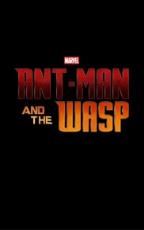 MARVEL
ANT-MAN
AND THE WASP